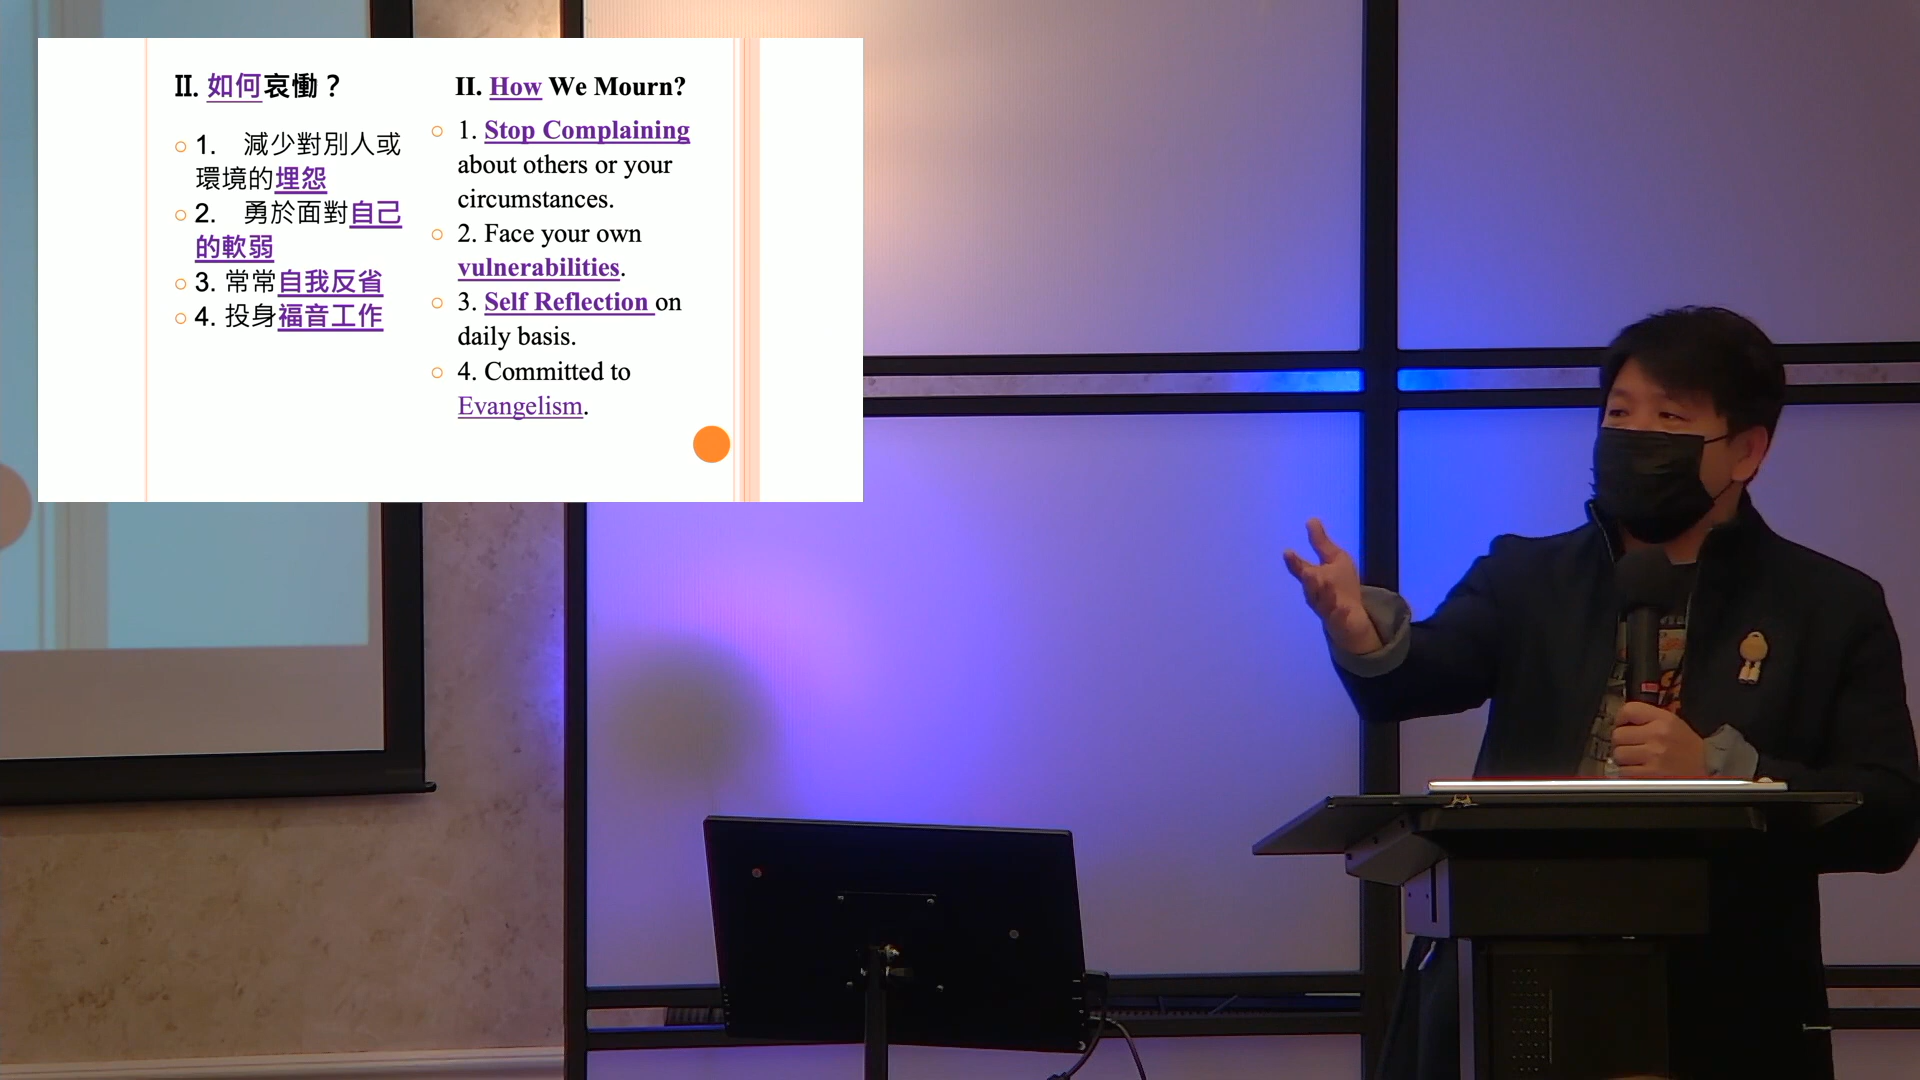 II. 如何哀慟？
1. 減少對別人或
環境的埋怨
2. 勇於面對自己
的軟弱
3. 常常自我反省
4. 投身福音工作
II. How We Mourn?
1. Stop Complaining
about others or your
circumstances.
2. Face your own
vulnerabilities.
3. Self Reflection on
daily basis.
4. Committed to
Evangelism.